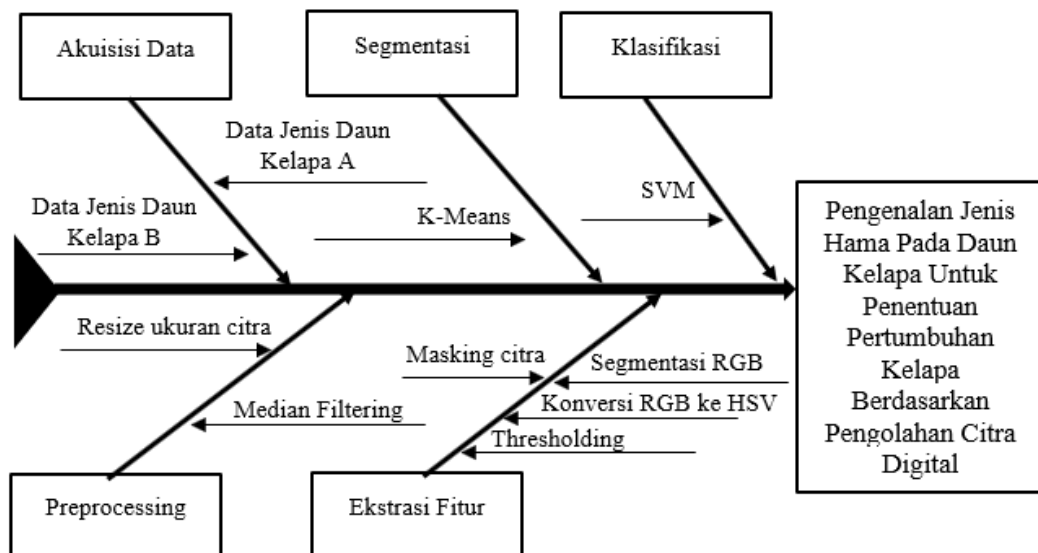 Akuisisi Data
Segmentasi
Klasifikasi
Data Jenis Daun
Kelapa A
Data Jenis Daun
Kelapa B
K-Means
SVM
Pengenalan Jenis
Hama Pada Daun
Kelapa Untuk
Penentuan
Pertumbuhan
Kelapa
Berdasarkan
Pengolahan Citra
Digital
Resize ukuran citra
Median Filtering
Masking citra
Segmentasi RGB
Konversi RGB ke HSV
Thresholding
Preprocessing
Ekstrasi Fitur